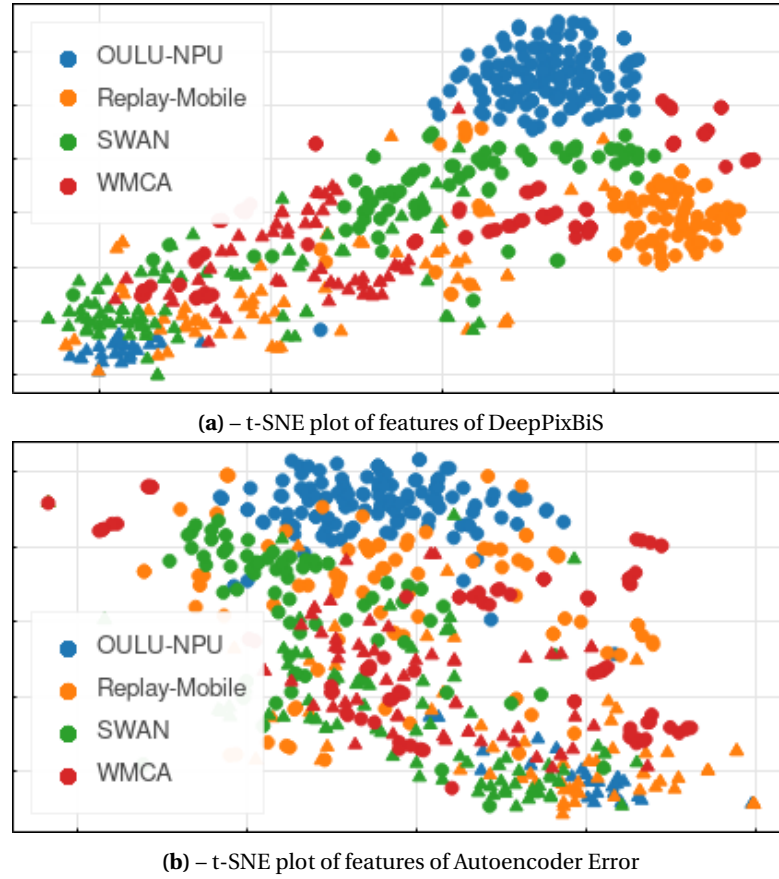 OULU-NPU
Replay-Mobile
SWAN
WMCA
(a) – t-SNE plot of features of DeepPixBiS
OULU-NPU
Replay-Mobile
SWAN
WMCA
(b) – t-SNE plot of features of Autoencoder Error